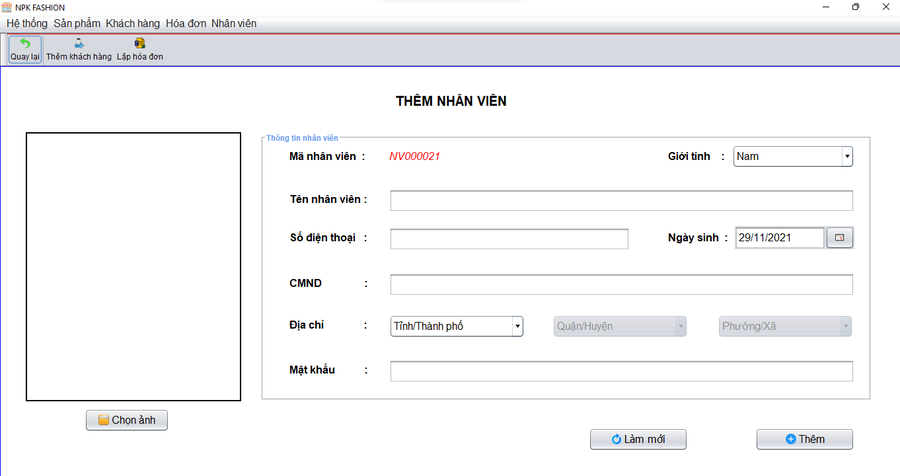 NPK FASHION
Hệ thống Sản phẩm Khách hàng Hóa đơn Nhân viên
Quay lại Thêm khách hàng Lập hóa đơn
THÊM NHÂN VIÊN
Thông tin nhân viên
Mã nhân viên : NV000021 Giới tính : Nam
Tên nhân viên :
Số điện thoại : Ngày sinh : 29/11/2021
CMND :
Địa chỉ : Tỉnh/Thành phố Quận/Huyện Phường/Xã
Mật khẩu :
Chọn ảnh
Làm mới Thêm